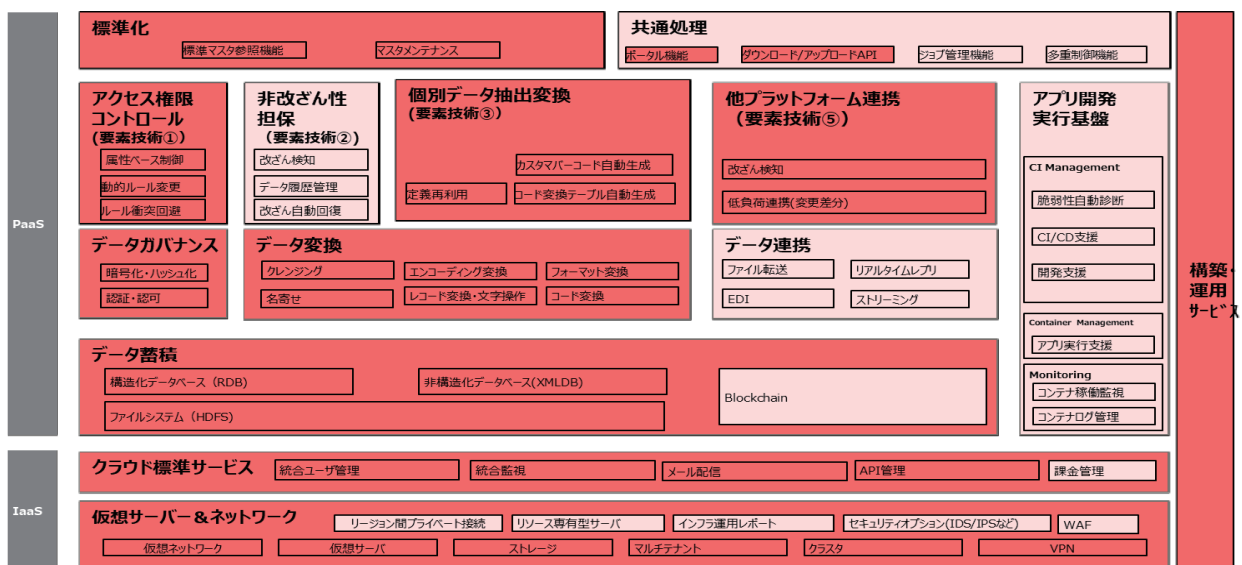 標準化
標準マスタ参照機能
マスタメンテナンス
共通処理
ポータル機能
ダウンロード/アップロードAPI
ジョブ管理機能
多重制御機能
アクセス権限
コントロール
(要素技術①)
属性ベース制御
動的ルール変更
ルール衝突回避
非改ざん性
担保
(要素技術②)
改ざん検知
データ履歴管理
改ざん自動回復
個別データ抽出変換
(要素技術③)
カスタマバーコード自動生成
定義再利用
コード変換テーブル自動生成
他プラットフォーム連携
(要素技術⑤)
改ざん検知
低負荷連携(変更差分)
アプリ開発
実行基盤
CI Management
脆弱性自動診断
CI/CD支援
開発支援
Container Management
アプリ実行支援
Monitoring
コンテナ稼働監視
コンテナログ管理
PaaS
データガバナンス
暗号化・ハッシュ化
認証・認可
データ変換
クレンジング
エンコーディング変換
フォーマット変換
名寄せ
レコード変換・文字操作
コード変換
データ連携
ファイル転送
リアルタイムレプリ
EDI
ストリーミング
データ蓄積
構造化データベース（RDB)
非構造化データベース(XMLDB)
ファイルシステム（HDFS)
Blockchain
構築・
運用
サービス
IaaS
クラウド標準サービス
統合ユーザ管理
統合監視
メール配信
API管理
課金管理
仮想サーバー＆ネットワーク
リージョン間プライベート接続
リソース専有型サーバ
インフラ運用レポート
セキュリティオプション(IDS/IPSなど)
WAF
仮想ネットワーク
仮想サーバ
ストレージ
マルチテナント
クラスタ
VPN